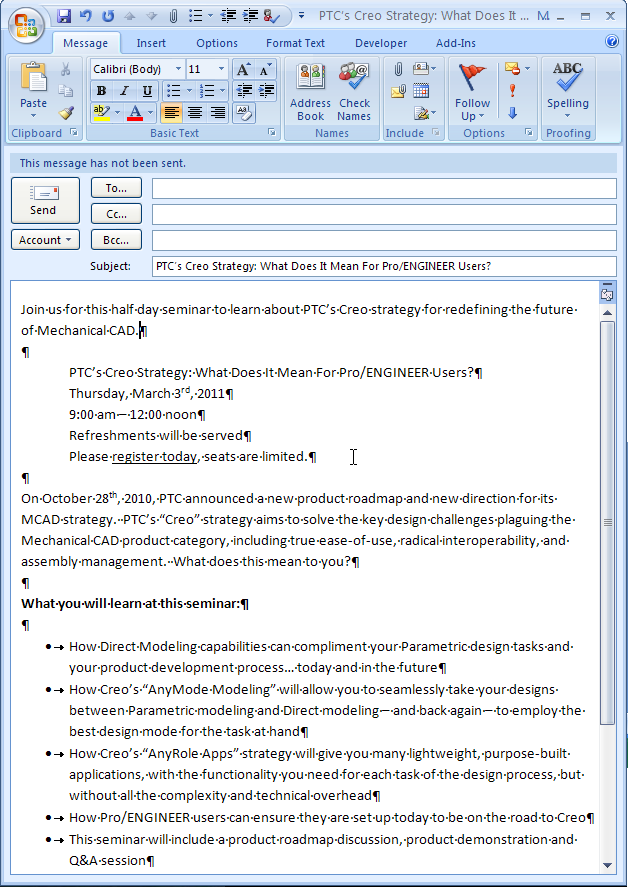 PTC's Creo Strategy: What Does It ... M
Message Insert Options Format Text Developer Add-Ins
Paste
Clipboard
Calibri (Body) 11
B I U
Basic Text
Address Book
Check Names
Names
Include
Follow Up
Options
ABC
Spelling
Proofing
This message has not been sent.
Send
Account
To...
Cc...
Bcc...
Subject: PTC's Creo Strategy: What Does It Mean For Pro/ENGINEER Users?
Join us for this half day seminar to learn about PTC's Creo strategy for redefining the future
of Mechanical CAD.¶
¶
PTC's Creo Strategy: What Does It Mean For Pro/ENGINEER Users?¶
Thursday, March 3rd, 2011¶
9:00 am – 12:00 noon¶
Refreshments will be served¶
Please register today, seats are limited.¶
¶
On October 28th, 2010, PTC announced a new product roadmap and new direction for its
MCAD strategy. PTC's “Creo” strategy aims to solve the key design challenges plaguing the
Mechanical CAD product category, including true ease-of-use, radical interoperability, and
assembly management. What does this mean to you?¶
¶
What you will learn at this seminar:¶
¶
• → How Direct Modeling capabilities can compliment your Parametric design tasks and
your product development process... today and in the future¶
• → How Creo's “AnyMode Modeling” will allow you to seamlessly take your designs
between Parametric modeling and Direct modeling – and back again – to employ the
best design mode for the task at hand¶
• → How Creo's “AnyRole Apps” strategy will give you many lightweight, purpose-built
applications, with the functionality you need for each task of the design process, but
without all the complexity and technical overhead¶
• → How Pro/ENGINEER users can ensure they are set up today to be on the road to Creo¶
• → This seminar will include a product roadmap discussion, product demonstration and
Q&A session¶